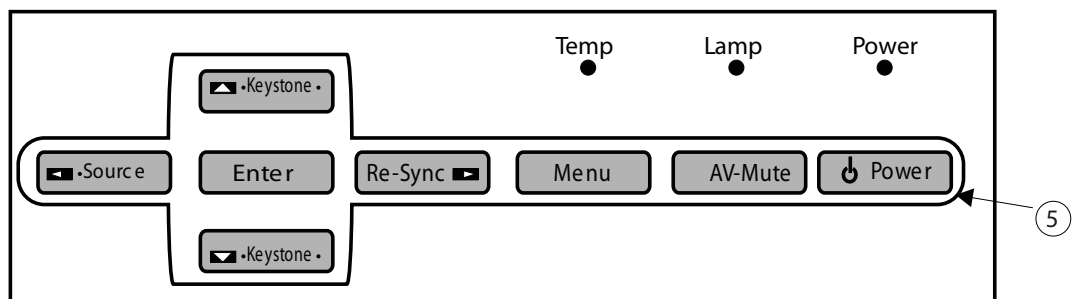 Temp Lamp Power
•Keystone •
•Source Enter Re-Sync Menu AV-Mute Power
5
•Keystone •